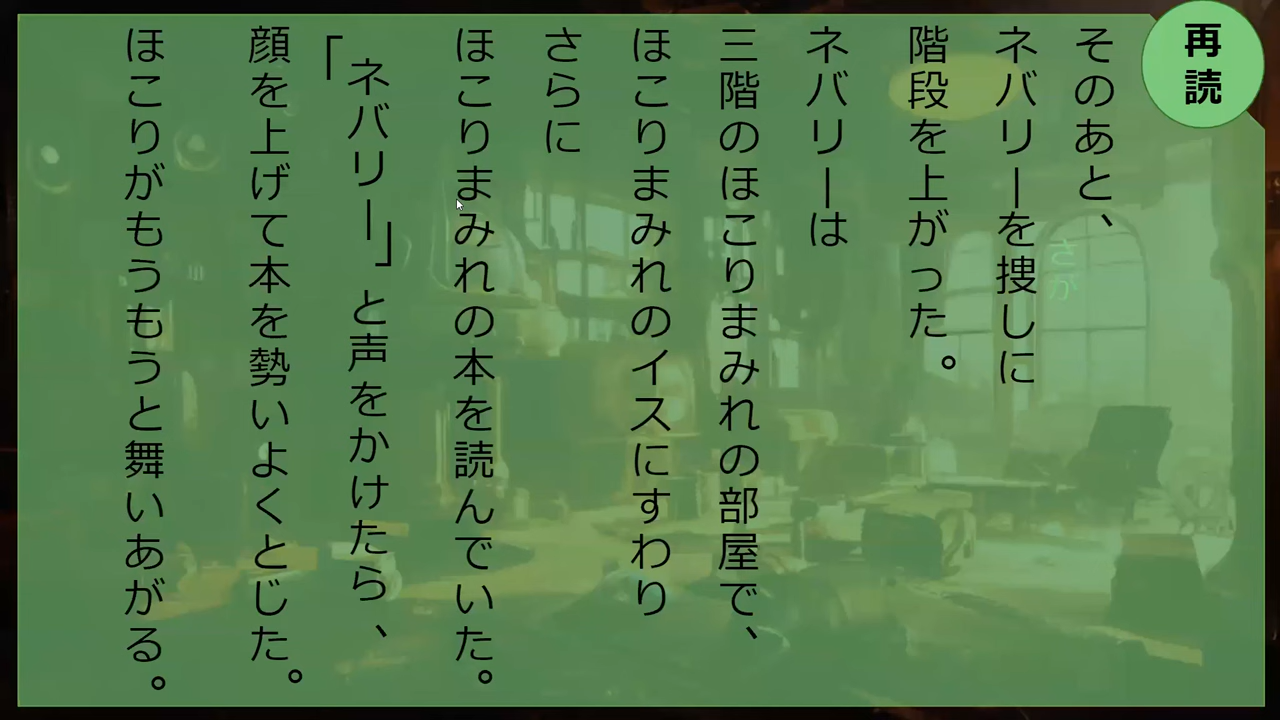 再読
そのあと、
ネバリーを捜しに
さが
階段を上がった。
ネバリーは
三階のほこりまみれの部屋で、
ほこりまみれのイスにすわり
さらに
ほこりまみれの本を読んでいた。
「ネバリー」と声をかけたら、
顔を上げて本を勢いよくとじた。
ほこりがもうもうと舞いあがる。